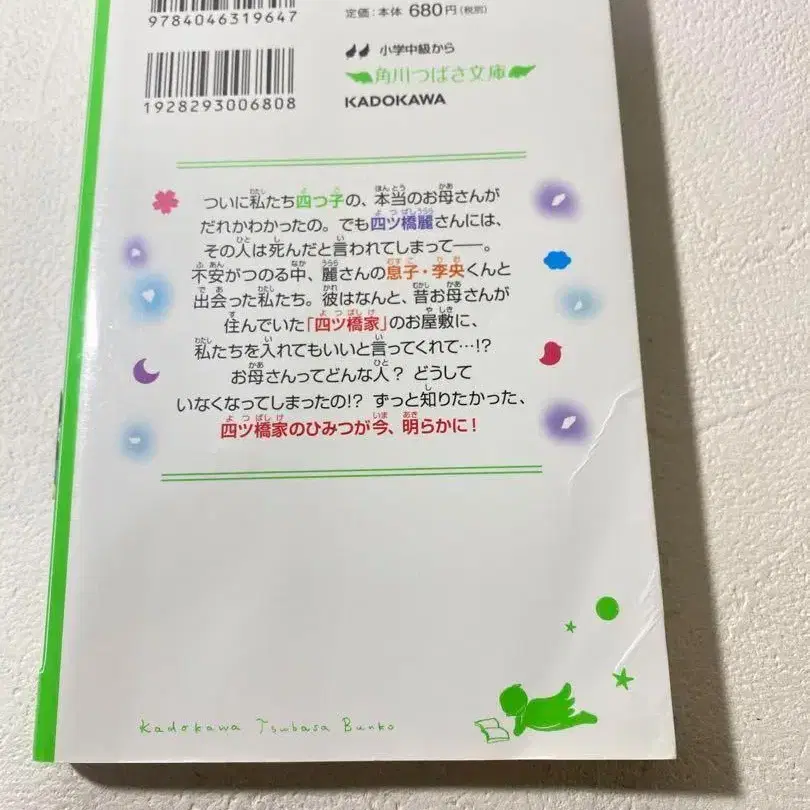 9784046319647
定価：本体 680円（税別）
小学中級から
角川つばさ文庫
1928293006808
KADOKAWA
ついに私たち四つ子の、本当のお母さんが
だれかわかったの。でも四ツ橋麗さんには、
その人は死んだと言われてしまって――。
不安がつのる中、麗さんの息子・李央くんと
出会った私たち。彼はなんと、昔お母さんが
住んでいた「四ツ橋家」のお屋敷に、
私たちを入れてもいいと言ってくれて…!?
お母さんってどんな人？ どうして
いなくなってしまったの!? ずっと知りたかった、
四ツ橋家のひみつが今、明らかに！
Kadokawa Tsubasa Bunko